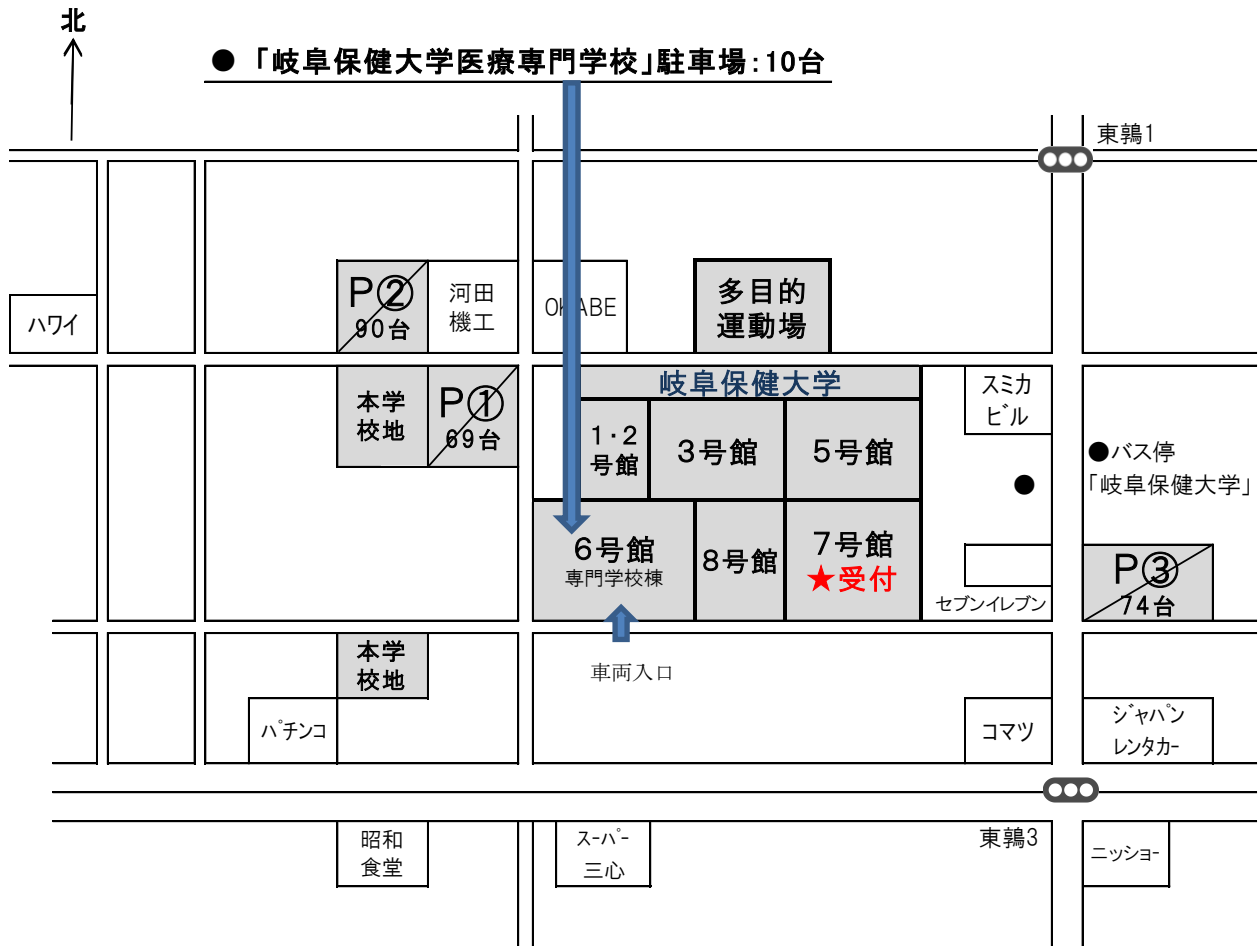 北
● 「岐阜保健大学医療専門学校」駐車場：10台
東鶉1
P②
90台
河田
機工
OKABE
多目的
運動場
ハワイ
岐阜保健大学
スミカ
ビル
本学
校地
P①
69台
1・2
号館
3号館
5号館
●バス停
「岐阜保健大学」
●
6号館
専門学校棟
8号館
7号館
★受付
P③
74台
セブンイレブン
本学
校地
車両入口
パチンコ
コマツ
ジャパン
レンタカー
東鶉3
昭和
食堂
スーパー
三心
ニッショー